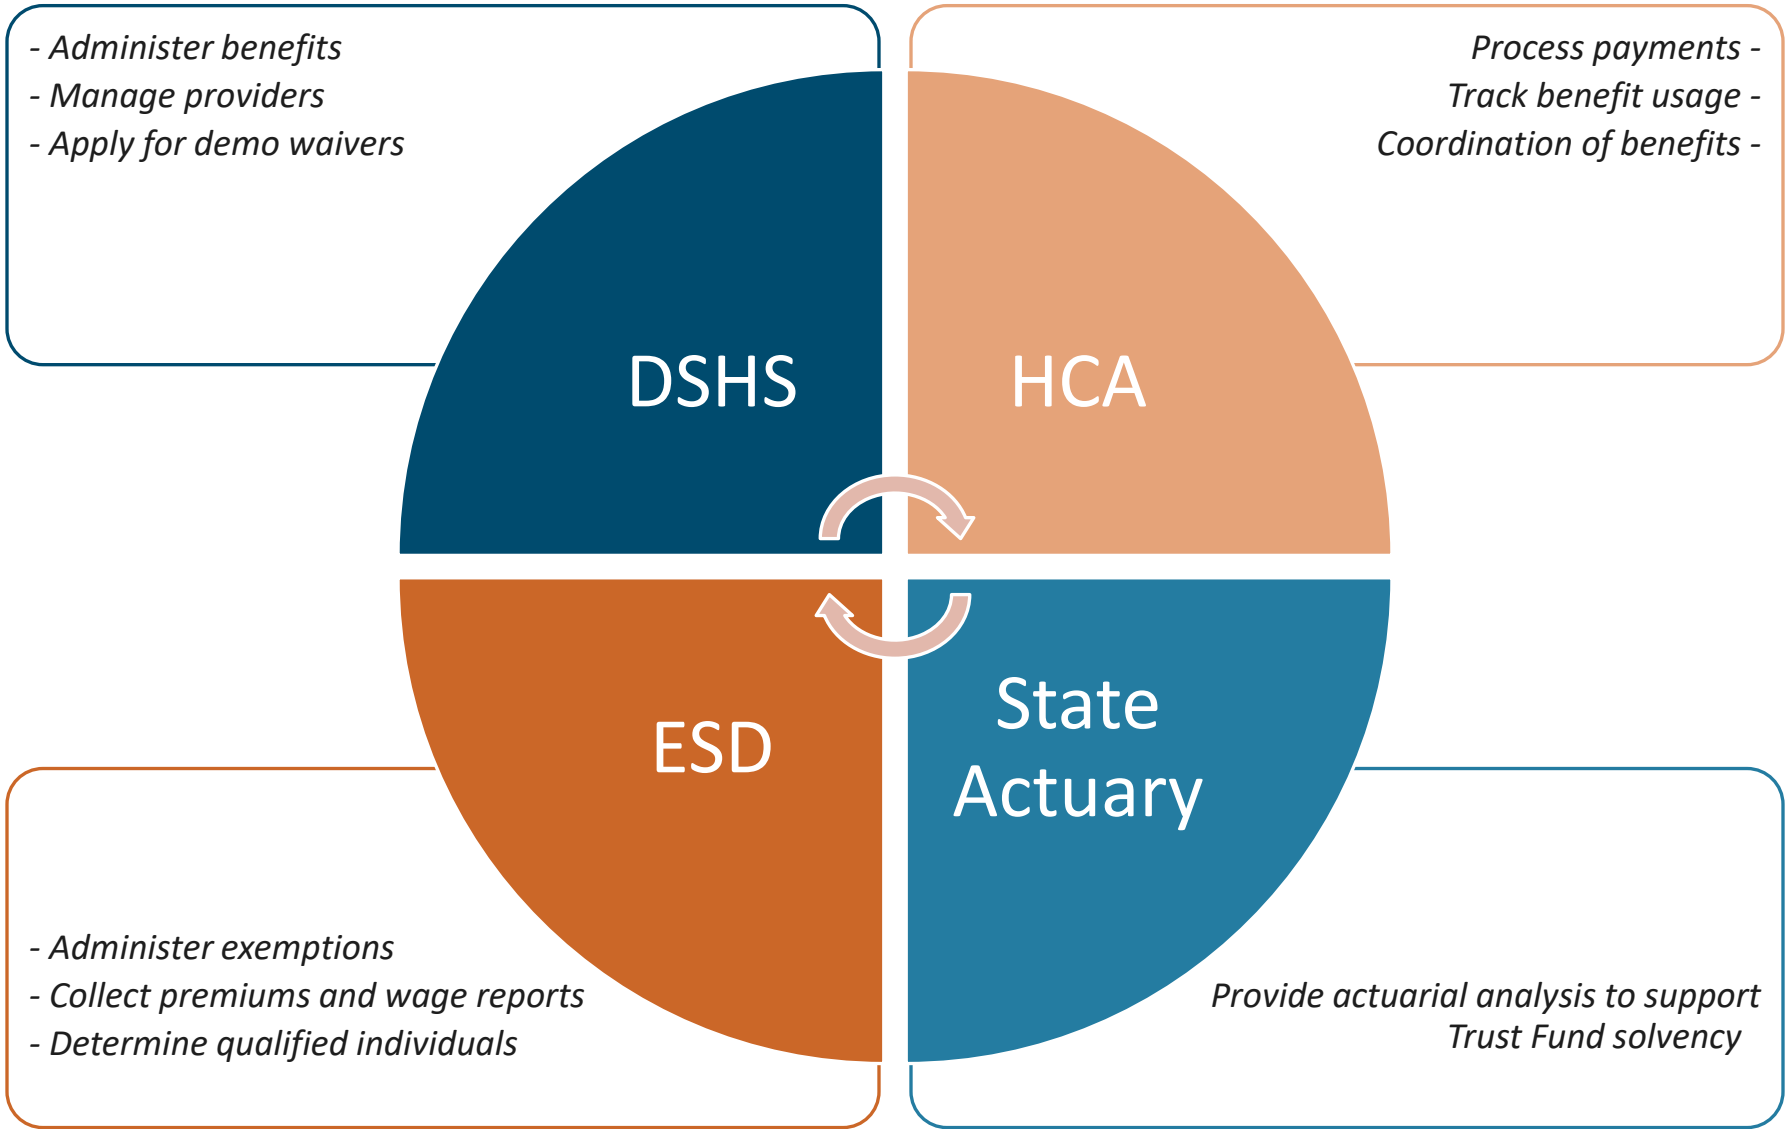 - Administer benefits
- Manage providers
- Apply for demo waivers
Process payments -
Track benefit usage -
Coordination of benefits -
DSHS
HCA
ESD
State
Actuary
- Administer exemptions
- Collect premiums and wage reports
- Determine qualified individuals
Provide actuarial analysis to support
Trust Fund solvency